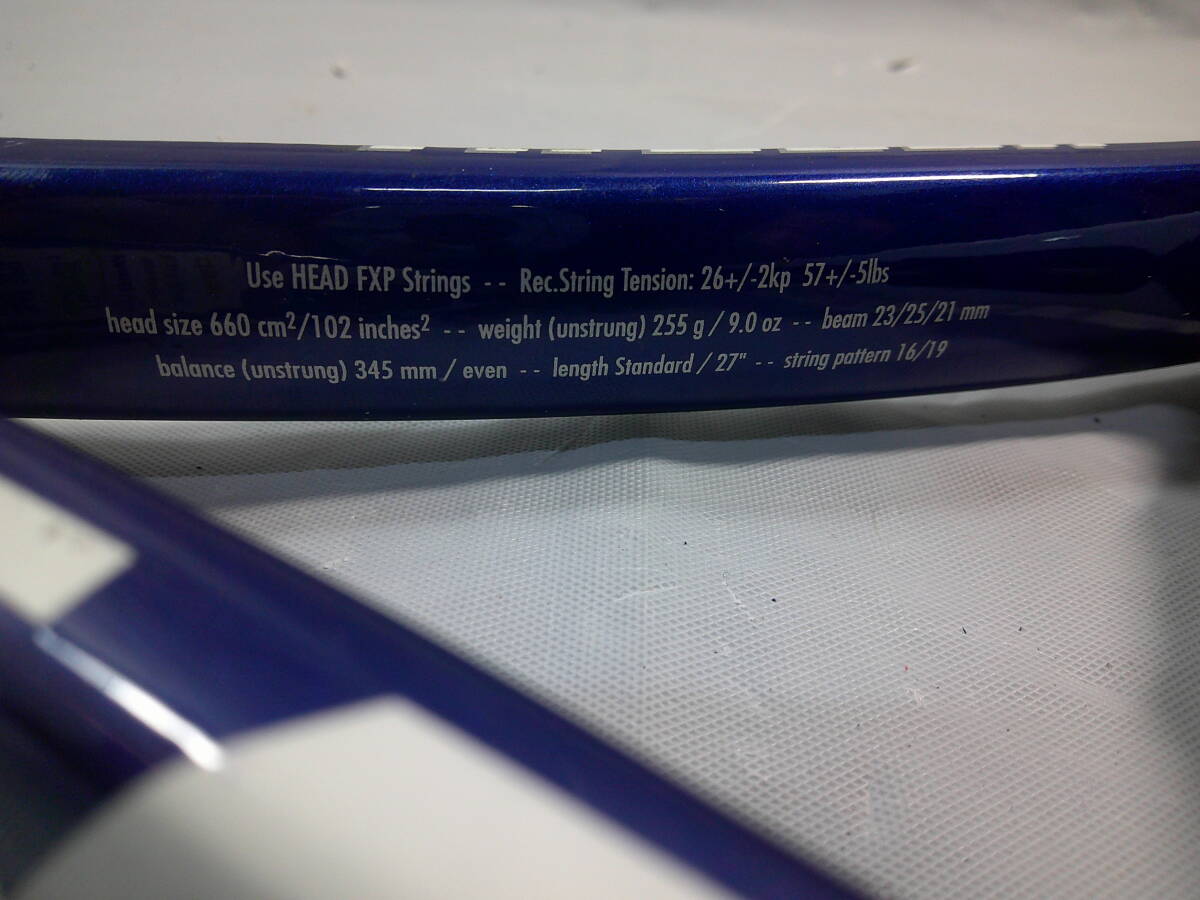 Use HEAD FXP Strings -- Rec.String Tension: 26+/-2kp 57+/-5lbs
head size 660 cm²/102 inches² -- weight (unstrung) 255 g / 9.0 oz -- beam 23/25/21 mm
balance (unstrung) 345 mm / even -- length Standard / 27" -- string pattern 16/19